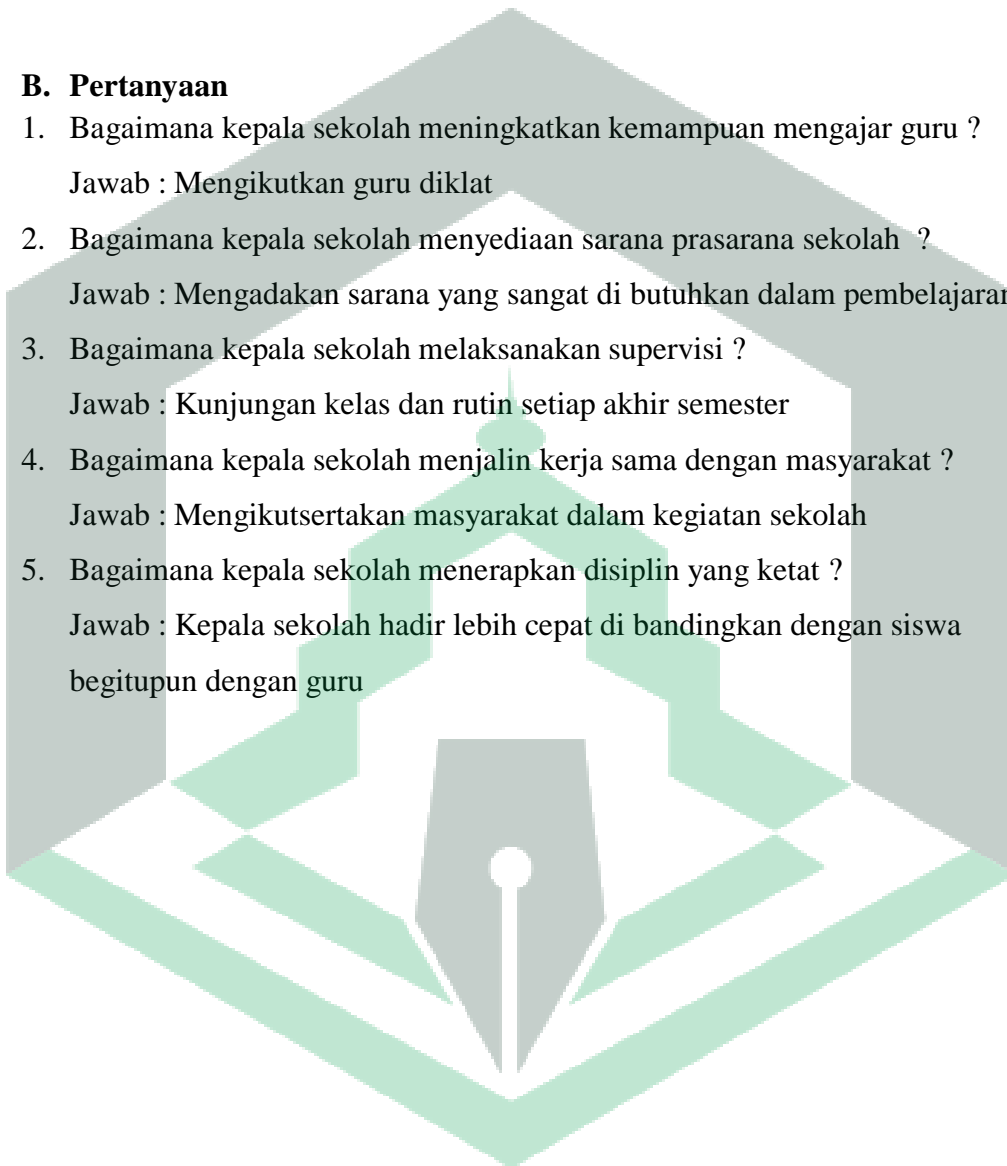 B. Pertanyaan
1. Bagaimana kepala sekolah meningkatkan kemampuan mengajar guru ?
Jawab : Mengikutkan guru diklat
2. Bagaimana kepala sekolah menyediaan sarana prasarana sekolah ?
Jawab : Mengadakan sarana yang sangat di butuhkan dalam pembelajaran
3. Bagaimana kepala sekolah melaksanakan supervisi ?
Jawab : Kunjungan kelas dan rutin setiap akhir semester
4. Bagaimana kepala sekolah menjalin kerja sama dengan masyarakat ?
Jawab : Mengikutsertakan masyarakat dalam kegiatan sekolah
5. Bagaimana kepala sekolah menerapkan disiplin yang ketat ?
Jawab : Kepala sekolah hadir lebih cepat di bandingkan dengan siswa
begitupun dengan guru